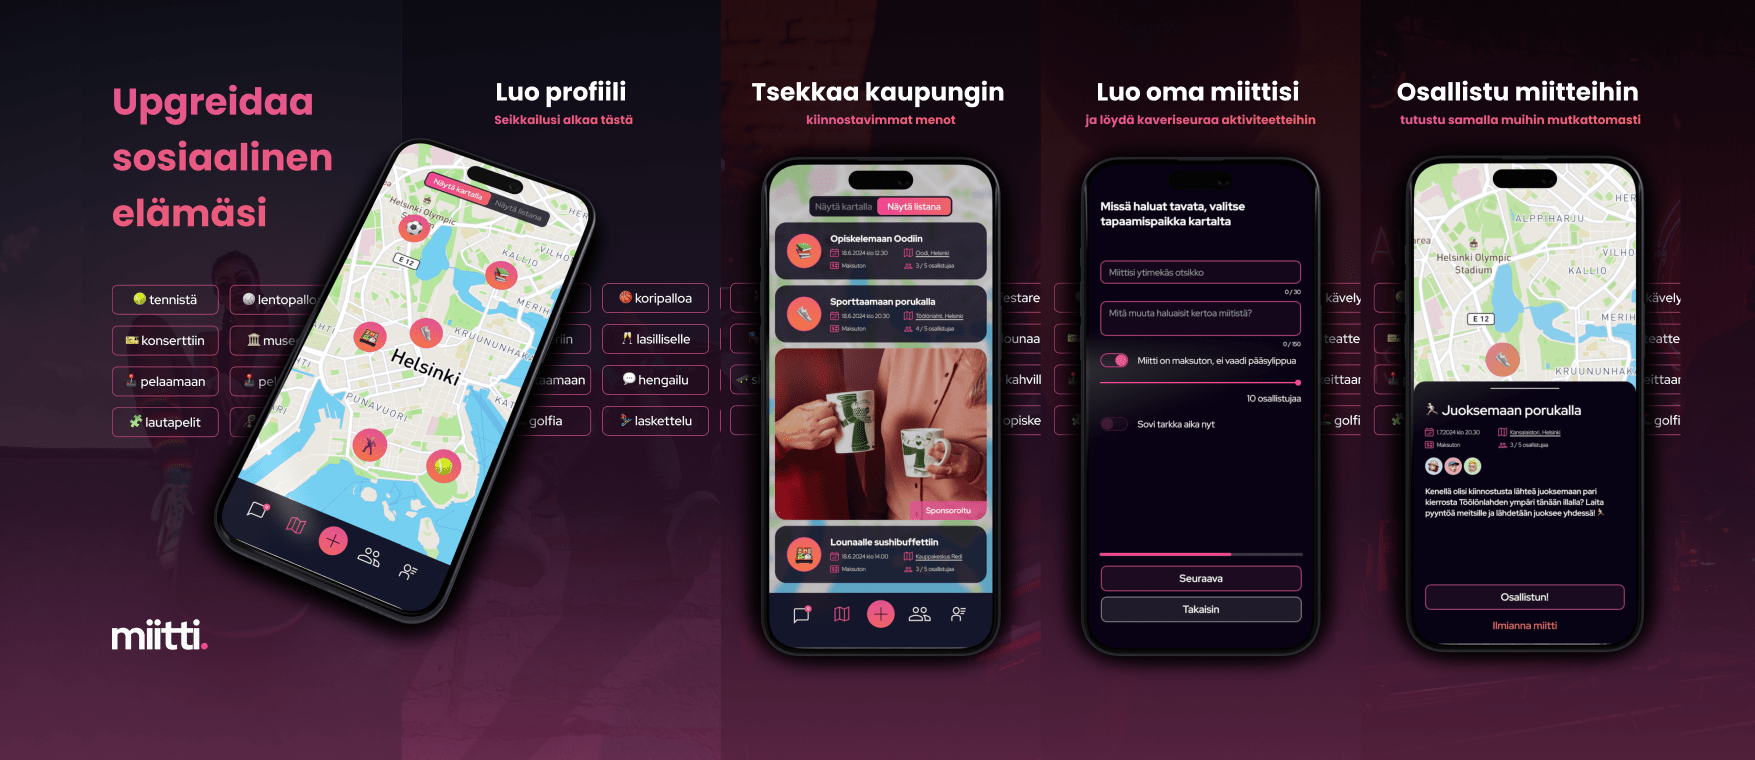 Upgreidaa
sosiaalinen
elämäsi
tennistä
lentopallo
konserttiin
pelaamaan
lautapelit
miitti.
Näytä kartalla
Näytä listana
Helsinki Olympic
E 12
KALLIO
MERIH
KRUUNUNHAKA
Helsinki
PUNAVUORI
Luo profiili
Seikkailusi alkaa tästä
koripalloa
lasilliselle
taamaan
hengailu
golfia
laskettelu
Tsekkaa kaupungin
kiinnostavimmat menot
Näytä kartalla
Näytä listana
Opiskelemaan Oodiin
18.6.2024 klo 12.30
Oodi, Helsinki
Maksuton
3 / 5 osallistujaa
Sporttaamaan porukalla
18.6.2024 klo 20.30
Töölönlahti, Helsinki
Maksuton
4 / 5 osallistujaa
Sponsoroitu
Lounaalle sushibuffettiin
18.6.2024 klo 14.00
Kauppakeskus Redi
Maksuton
3 / 5 osallistujaa
estare
ounaa
kahvill
opiske
Luo oma miittisi
ja löydä kaveriseuraa aktiviteetteihin
Missä haluat tavata, valitse
tapaamispaikka kartalta
Miittisi ytimekäs otsikko
0 / 30
Mitä muuta haluaisit kertoa miitistä?
0 / 150
Miitti on maksuton, ei vaadi pääsylippua
10 osallistujaa
Sovi tarkka aika nyt
Seuraava
Takaisin
kävely
teatte
keittaar
golfi
Osallistu miitteihin
tutustu samalla muihin mutkattomasti
ALPPIHARJU
area
Helsinki Olympic
Stadium
KALLIO
VILHO
E 12
MERIH
KRUUNUNHAKA
Juoksemaan porukalla
1.7.2024 klo 20.30
Kansalaistori, Helsinki
Maksuton
3 / 5 osallistujaa
Kenellä olisi kiinnostusta lähteä juoksemaan pari
kierrosta Töölönlahden ympäri tänään illalla? Laita
pyyntöä meitsille ja lähdetään juoksee yhdessä!
Osallistun!
Ilmianna miitti
kävely
teatte
eittaar
golfi